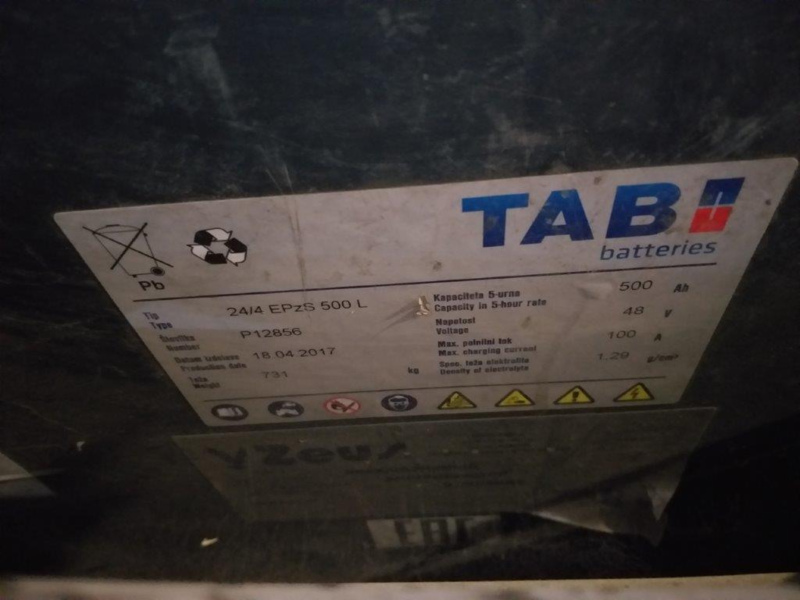 TAB
batteries
Pb
Tip 24/4 EPzS 500 L
Type
Številka P12856
Number
Datum izdelave 18.04.2017
Production date
Teža 731 kg
Weight
Kapaciteta 5-urna 500 Ah
Capacity in 5-hour rate
Napetost 48 V
Voltage
Max. polnilni tok 100 A
Max. charging current
Spec. teža elektrolita 1,29 g/cm³
Density of electrolyte
Zeus
EAC